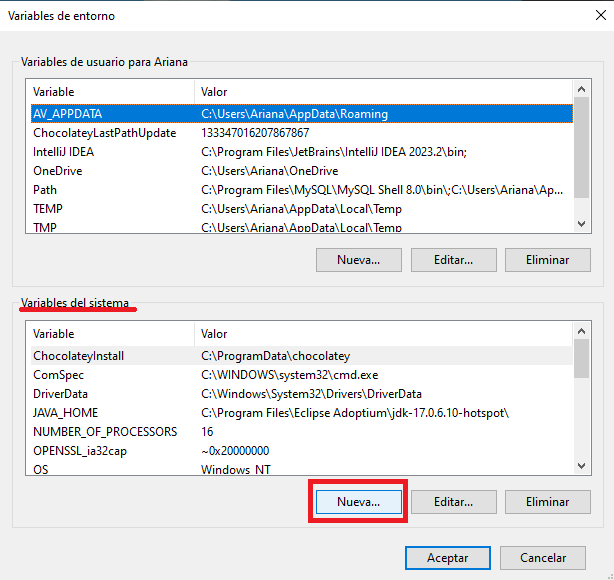 Variables de entorno
Variables de usuario para Ariana
Variable Valor
AV_APPDATA C:\Users\Ariana\AppData\Roaming
ChocolateyLastPathUpdate 133347016207867867
IntelliJ IDEA C:\Program Files\JetBrains\IntelliJ IDEA 2023.2\bin;
OneDrive C:\Users\Ariana\OneDrive
Path C:\Program Files\MySQL\MySQL Shell 8.0\bin\;C:\Users\Ariana\Ap...
TEMP C:\Users\Ariana\AppData\Local\Temp
TMP C:\Users\Ariana\AppData\Local\Temp
Nueva... Editar... Eliminar
Variables del sistema
Variable Valor
ChocolateyInstall C:\ProgramData\chocolatey
ComSpec C:\WINDOWS\system32\cmd.exe
DriverData C:\Windows\System32\Drivers\DriverData
JAVA_HOME C:\Program Files\Eclipse Adoptium\jdk-17.0.6.10-hotspot\
NUMBER_OF_PROCESSORS 16
OPENSSL_ia32cap ~0x20000000
OS Windows_NT
Nueva... Editar... Eliminar
Aceptar Cancelar